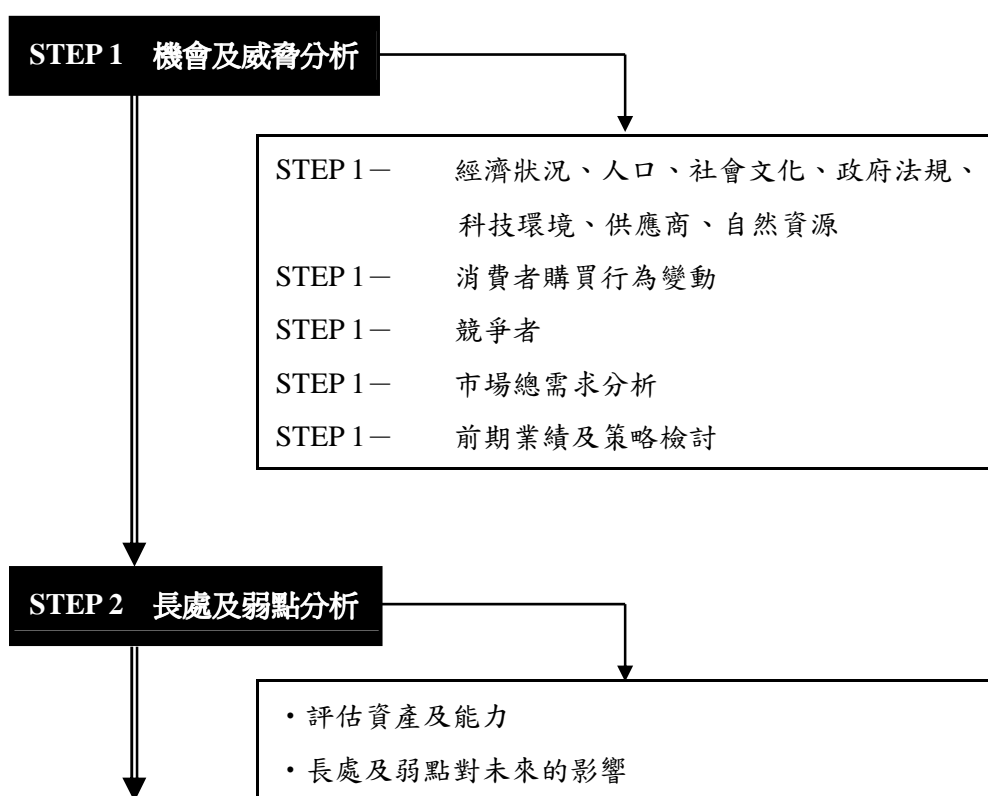 STEP 1 機會及威脅分析
STEP 1－ 經濟狀況、人口、社會文化、政府法規、
科技環境、供應商、自然資源
STEP 1－ 消費者購買行為變動
STEP 1－ 競爭者
STEP 1－ 市場總需求分析
STEP 1－ 前期業績及策略檢討
STEP 2 長處及弱點分析
・評估資產及能力
・長處及弱點對未來的影響